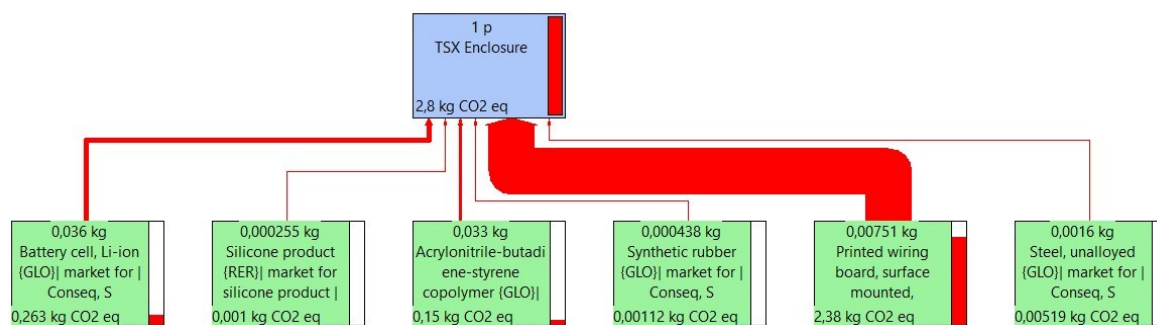 1 p
TSX Enclosure
2,8 kg CO2 eq
0,036 kg
Battery cell, Li-ion
{GLO}| market for |
Conseq, S
0,263 kg CO2 eq
0,000255 kg
Silicone product
{RER}| market for
silicone product |
0,001 kg CO2 eq
0,033 kg
Acrylonitrile-butadi
ene-styrene
copolymer {GLO}|
0,15 kg CO2 eq
0,000438 kg
Synthetic rubber
{GLO}| market for |
Conseq, S
0,00112 kg CO2 eq
0,00751 kg
Printed wiring
board, surface
mounted,
2,38 kg CO2 eq
0,0016 kg
Steel, unalloyed
{GLO}| market for |
Conseq, S
0,00519 kg CO2 eq